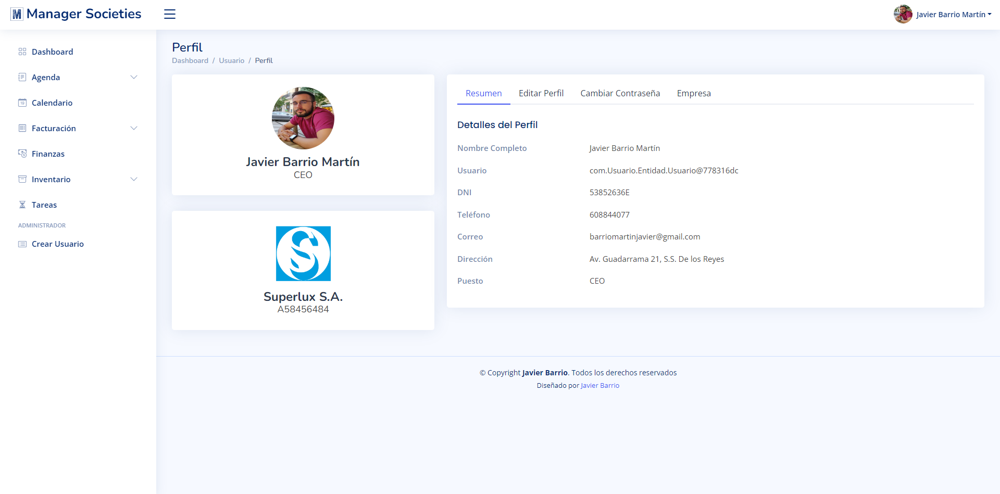 Manager Societies
Javier Barrio Martín
Dashboard
Agenda
Calendario
Facturación
Finanzas
Inventario
Tareas
ADMINISTRADOR
Crear Usuario
Perfil
Dashboard / Usuario / Perfil
Javier Barrio Martín
CEO
Superlux S.A.
A58456484
Resumen Editar Perfil Cambiar Contraseña Empresa
Detalles del Perfil
Nombre Completo Javier Barrio Martín
Usuario com.Usuario.Entidad.Usuario@778316dc
DNI 53852636E
Teléfono 608844077
Correo barriomartinjavier@gmail.com
Dirección Av. Guadarrama 21, S.S. De los Reyes
Puesto CEO
© Copyright Javier Barrio. Todos los derechos reservados
Diseñado por Javier Barrio